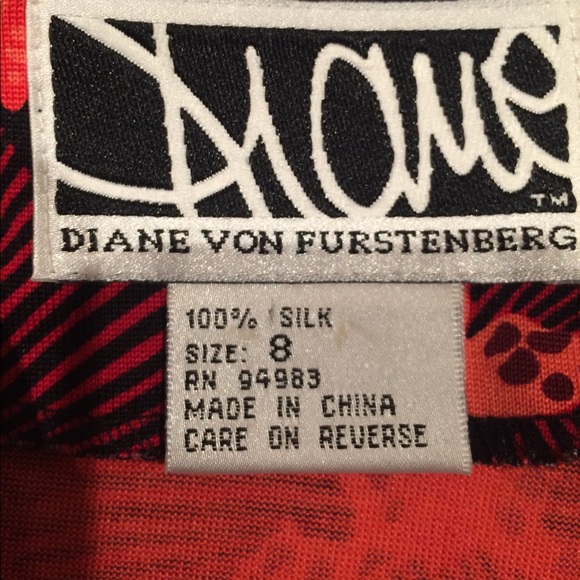 Diane
TM
DIANE VON FURSTENBERG
100% SILK
SIZE: 8
RN 94983
MADE IN CHINA
CARE ON REVERSE